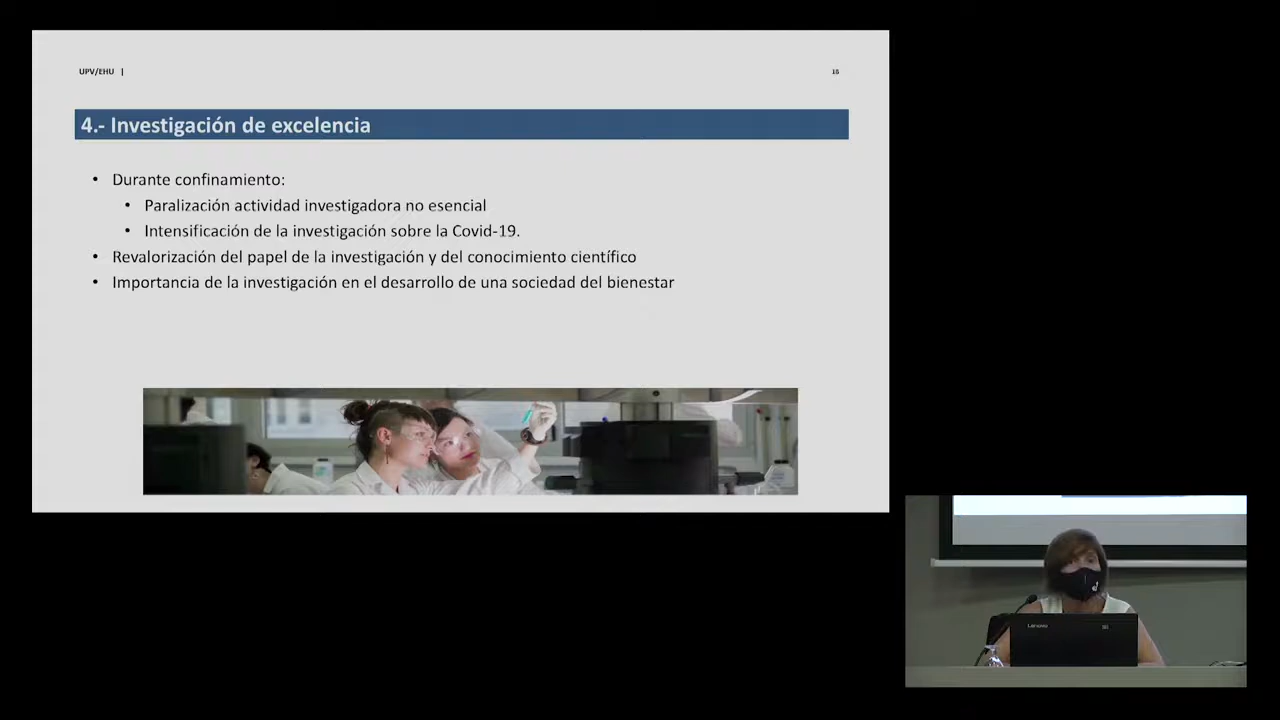 UPV/EHU |
18
4.- Investigación de excelencia
• Durante confinamiento:
• Paralización actividad investigadora no esencial
• Intensificación de la investigación sobre la Covid-19.
• Revalorización del papel de la investigación y del conocimiento científico
• Importancia de la investigación en el desarrollo de una sociedad del bienestar
Lenovo